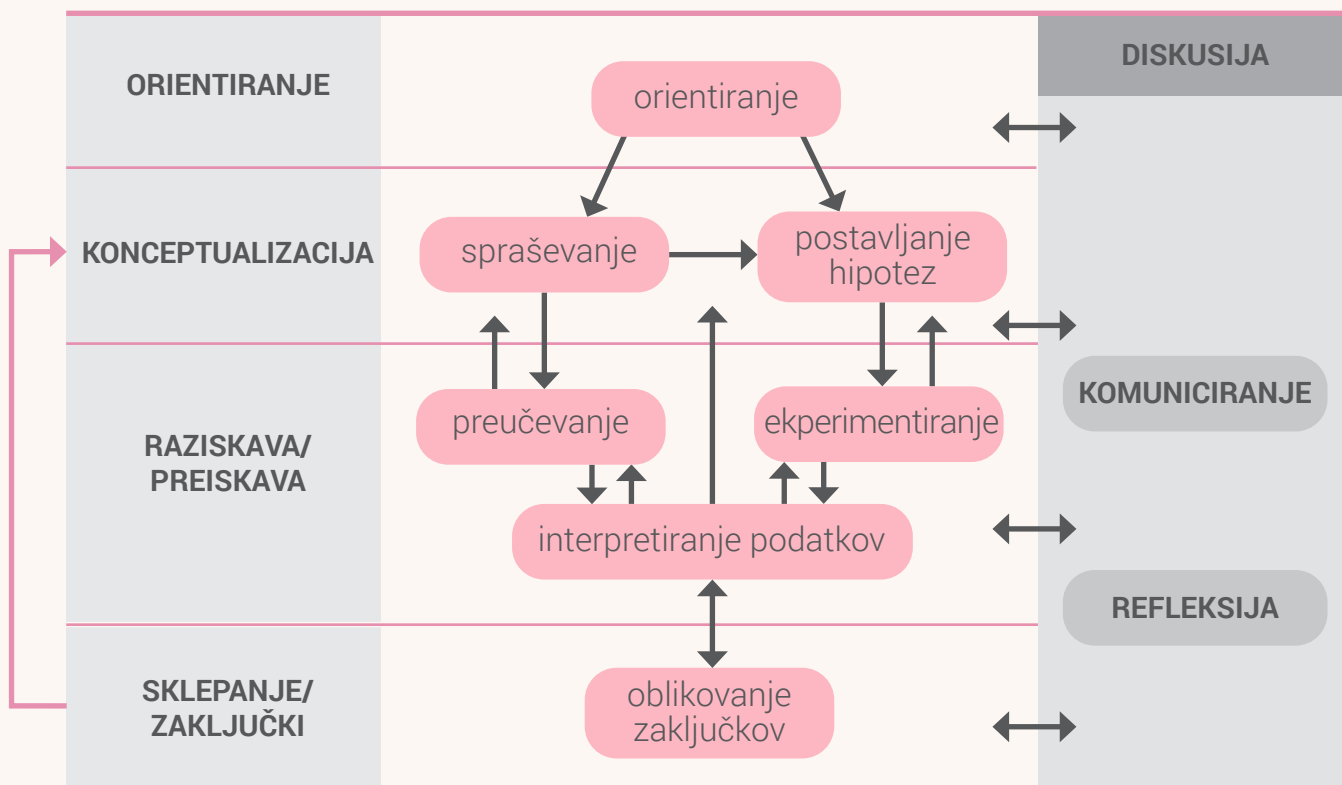 ORIENTIRANJE
orientiranje
DISKUSIJA
KONCEPTUALIZACIJA
spraševanje
postavljanje
hipotez
RAZISKAVA/
PREISKAVA
preučevanje
ekperimentiranje
interpretiranje podatkov
KOMUNICIRANJE
REFLEKSIJA
SKLEPANJE/
ZAKLJUČKI
oblikovanje
zaključkov